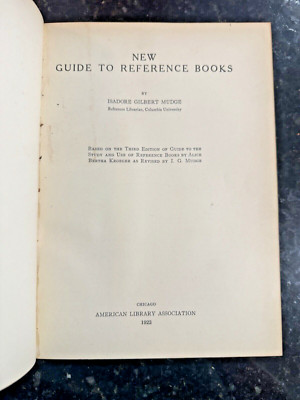 NEW
GUIDE TO REFERENCE BOOKS
BY
ISADORE GILBERT MUDGE
Reference Librarian, Columbia University
BASED ON THE THIRD EDITION OF GUIDE TO THE
STUDY AND USE OF REFERENCE BOOKS BY ALICE
BERTHA KROEGER AS REVISED BY I. G. MUDGE
CHICAGO
AMERICAN LIBRARY ASSOCIATION
1923